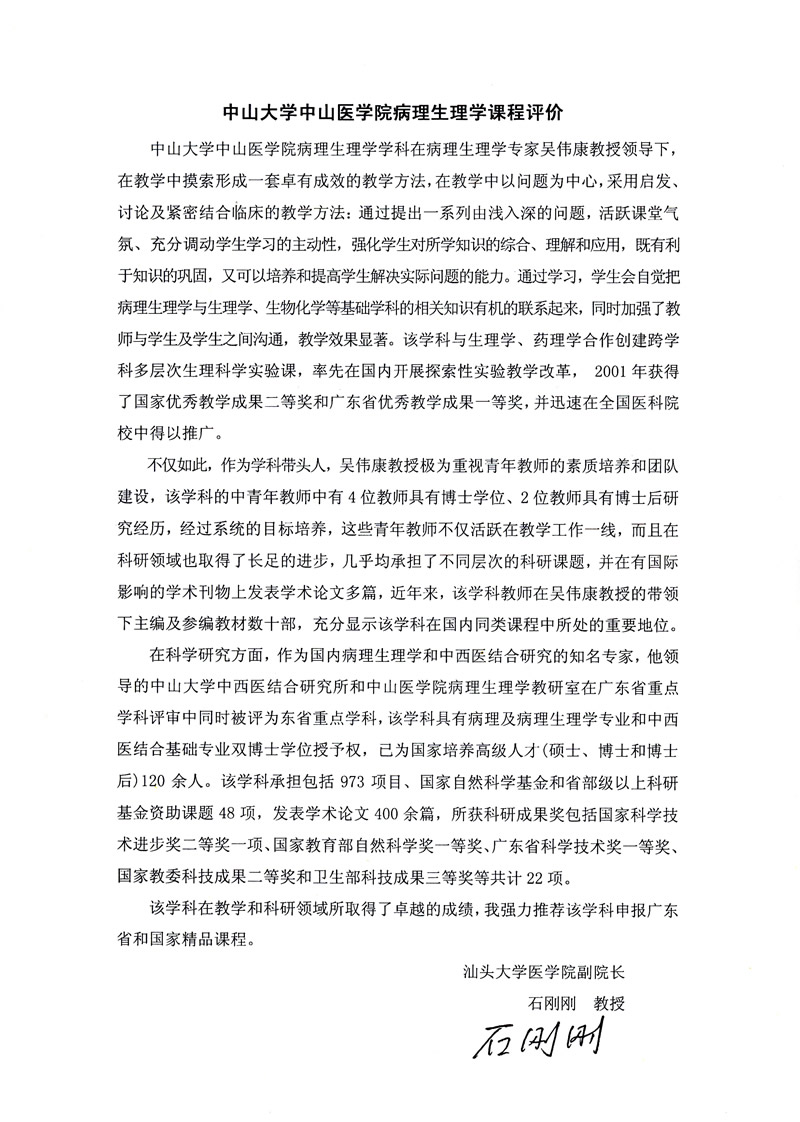 中山大学中山医学院病理生理学课程评价
中山大学中山医学院病理生理学学科在病理生理学专家吴伟康教授领导下，
在教学中摸索形成一套卓有成效的教学方法，在教学中以问题为中心，采用启发、
讨论及紧密结合临床的教学方法：通过提出一系列由浅入深的问题，活跃课堂气
氛、充分调动学生学习的主动性，强化学生对所学知识的综合、理解和应用，既有利
于知识的巩固，又可以培养和提高学生解决实际问题的能力。通过学习，学生会自觉把
病理生理学与生理学、生物化学等基础学科的相关知识有机的联系起来，同时加强了教
师与学生及学生之间沟通，教学效果显著。该学科与生理学、药理学合作创建跨学
科多层次生理科学实验课，率先在国内开展探索性实验教学改革， 2001 年获得
了国家优秀教学成果二等奖和广东省优秀教学成果一等奖，并迅速在全国医科院
校中得以推广。
不仅如此，作为学科带头人，吴伟康教授极为重视青年教师的素质培养和团队
建设，该学科的中青年教师中有 4 位教师具有博士学位、2 位教师具有博士后研
究经历，经过系统的目标培养，这些青年教师不仅活跃在教学工作一线，而且在
科研领域也取得了长足的进步，几乎均承担了不同层次的科研课题，并在有国际
影响的学术刊物上发表学术论文多篇，近年来，该学科教师在吴伟康教授的带领
下主编及参编教材数十部，充分显示该学科在国内同类课程中所处的重要地位。
在科学研究方面，作为国内病理生理学和中西医结合研究的知名专家，他领
导的中山大学中西医结合研究所和中山医学院病理生理学教研室在广东省重点
学科评审中同时被评为东省重点学科，该学科具有病理及病理生理学专业和中西
医结合基础专业双博士学位授予权，已为国家培养高级人才(硕士、博士和博士
后)120 余人。该学科承担包括 973 项目、国家自然科学基金和省部级以上科研
基金资助课题 48 项，发表学术论文 400 余篇，所获科研成果奖包括国家科学技
术进步奖二等奖一项、国家教育部自然科学奖一等奖、广东省科学技术奖一等奖、
国家教委科技成果二等奖和卫生部科技成果三等奖等共计 22 项。
该学科在教学和科研领域所取得了卓越的成绩，我强力推荐该学科申报广东
省和国家精品课程。
汕头大学医学院副院长
石刚刚 教授
石刚刚